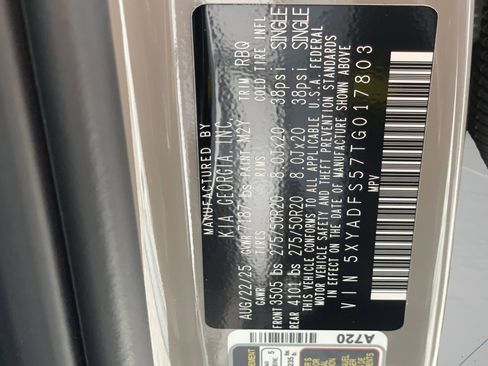 MANUFACTURED BY
KIA GEORGIA, INC
AUG/22/25 GVWR 7187 lbs PAINT M2Y TRIM RBQ
GAWR TIRES RIMS COLD TIRE INFL
FRONT 3505 lbs 275/50R20 8.0Jx20 38psi SINGLE
REAR 4101 lbs 275/50R20 8.0Jx20 38psi SINGLE
THIS VEHICLE CONFORMS TO ALL APPLICABLE U.S.A. FEDERAL
MOTOR VEHICLE SAFETY AND THEFT PREVENTION STANDARDS
IN EFFECT ON THE DATE OF MANUFACTURE SHOWN ABOVE
V I N 5XYADFS57TG017803
MPV
A720